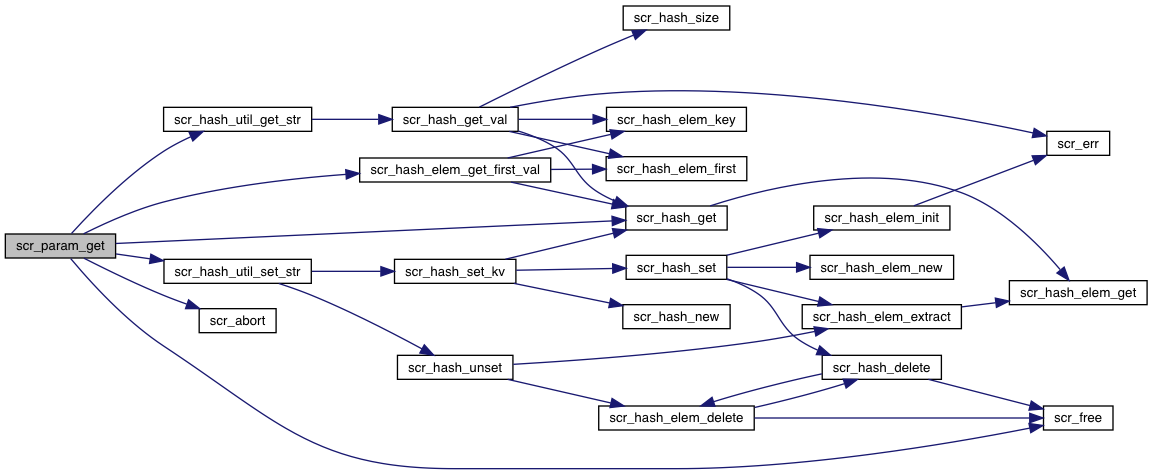 scr_hash_size
scr_hash_util_get_str
scr_hash_get_val
scr_hash_elem_key
scr_err
scr_hash_elem_get_first_val
scr_hash_elem_first
scr_hash_get
scr_hash_elem_init
scr_param_get
scr_hash_util_set_str
scr_hash_set_kv
scr_hash_set
scr_hash_elem_new
scr_hash_elem_get
scr_abort
scr_hash_new
scr_hash_elem_extract
scr_hash_unset
scr_hash_delete
scr_hash_elem_delete
scr_free